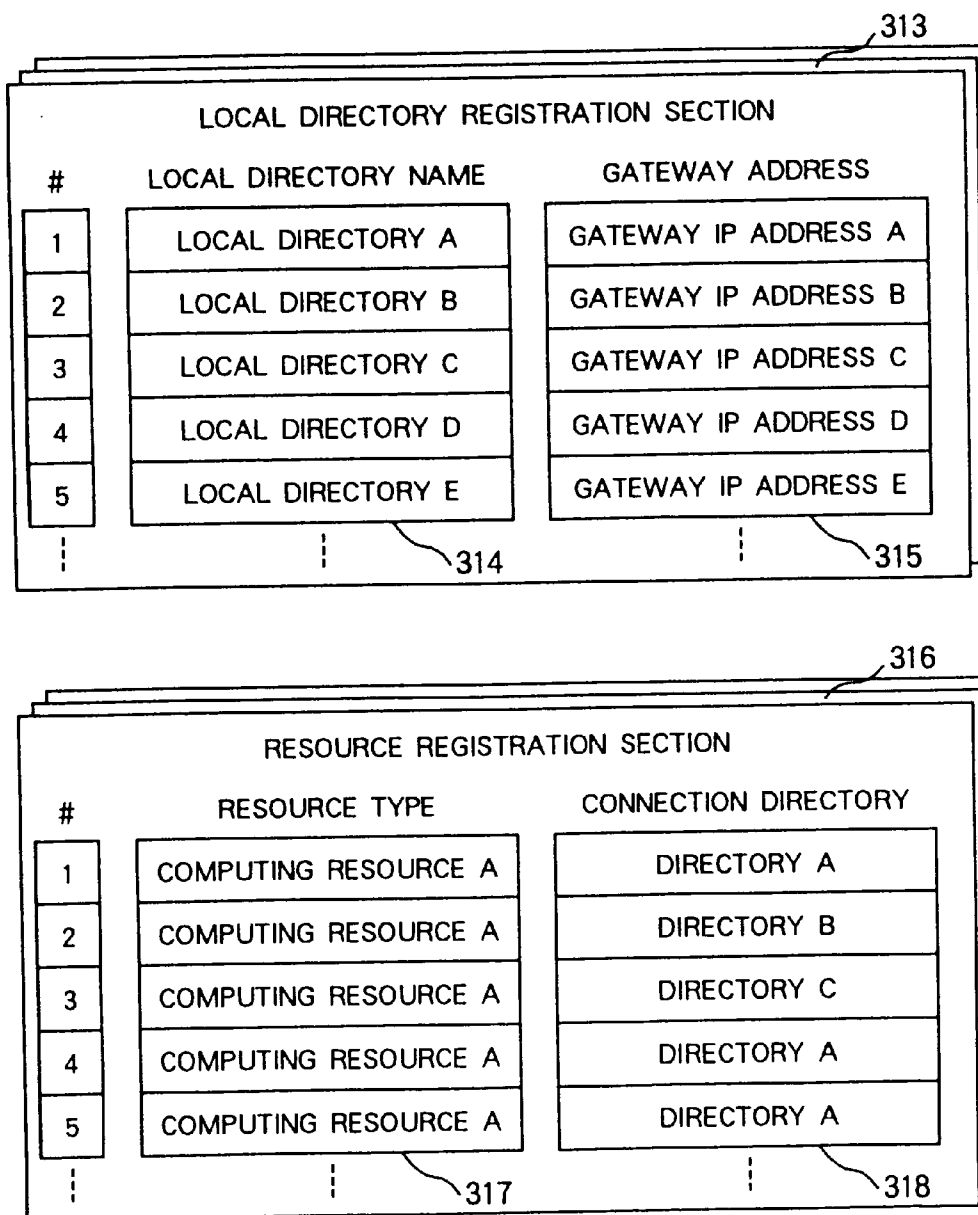 313
LOCAL DIRECTORY REGISTRATION SECTION
# LOCAL DIRECTORY NAME GATEWAY ADDRESS
1 LOCAL DIRECTORY A GATEWAY IP ADDRESS A
2 LOCAL DIRECTORY B GATEWAY IP ADDRESS B
3 LOCAL DIRECTORY C GATEWAY IP ADDRESS C
4 LOCAL DIRECTORY D GATEWAY IP ADDRESS D
5 LOCAL DIRECTORY E GATEWAY IP ADDRESS E
314 315
316
RESOURCE REGISTRATION SECTION
# RESOURCE TYPE CONNECTION DIRECTORY
1 COMPUTING RESOURCE A DIRECTORY A
2 COMPUTING RESOURCE A DIRECTORY B
3 COMPUTING RESOURCE A DIRECTORY C
4 COMPUTING RESOURCE A DIRECTORY A
5 COMPUTING RESOURCE A DIRECTORY A
317 318